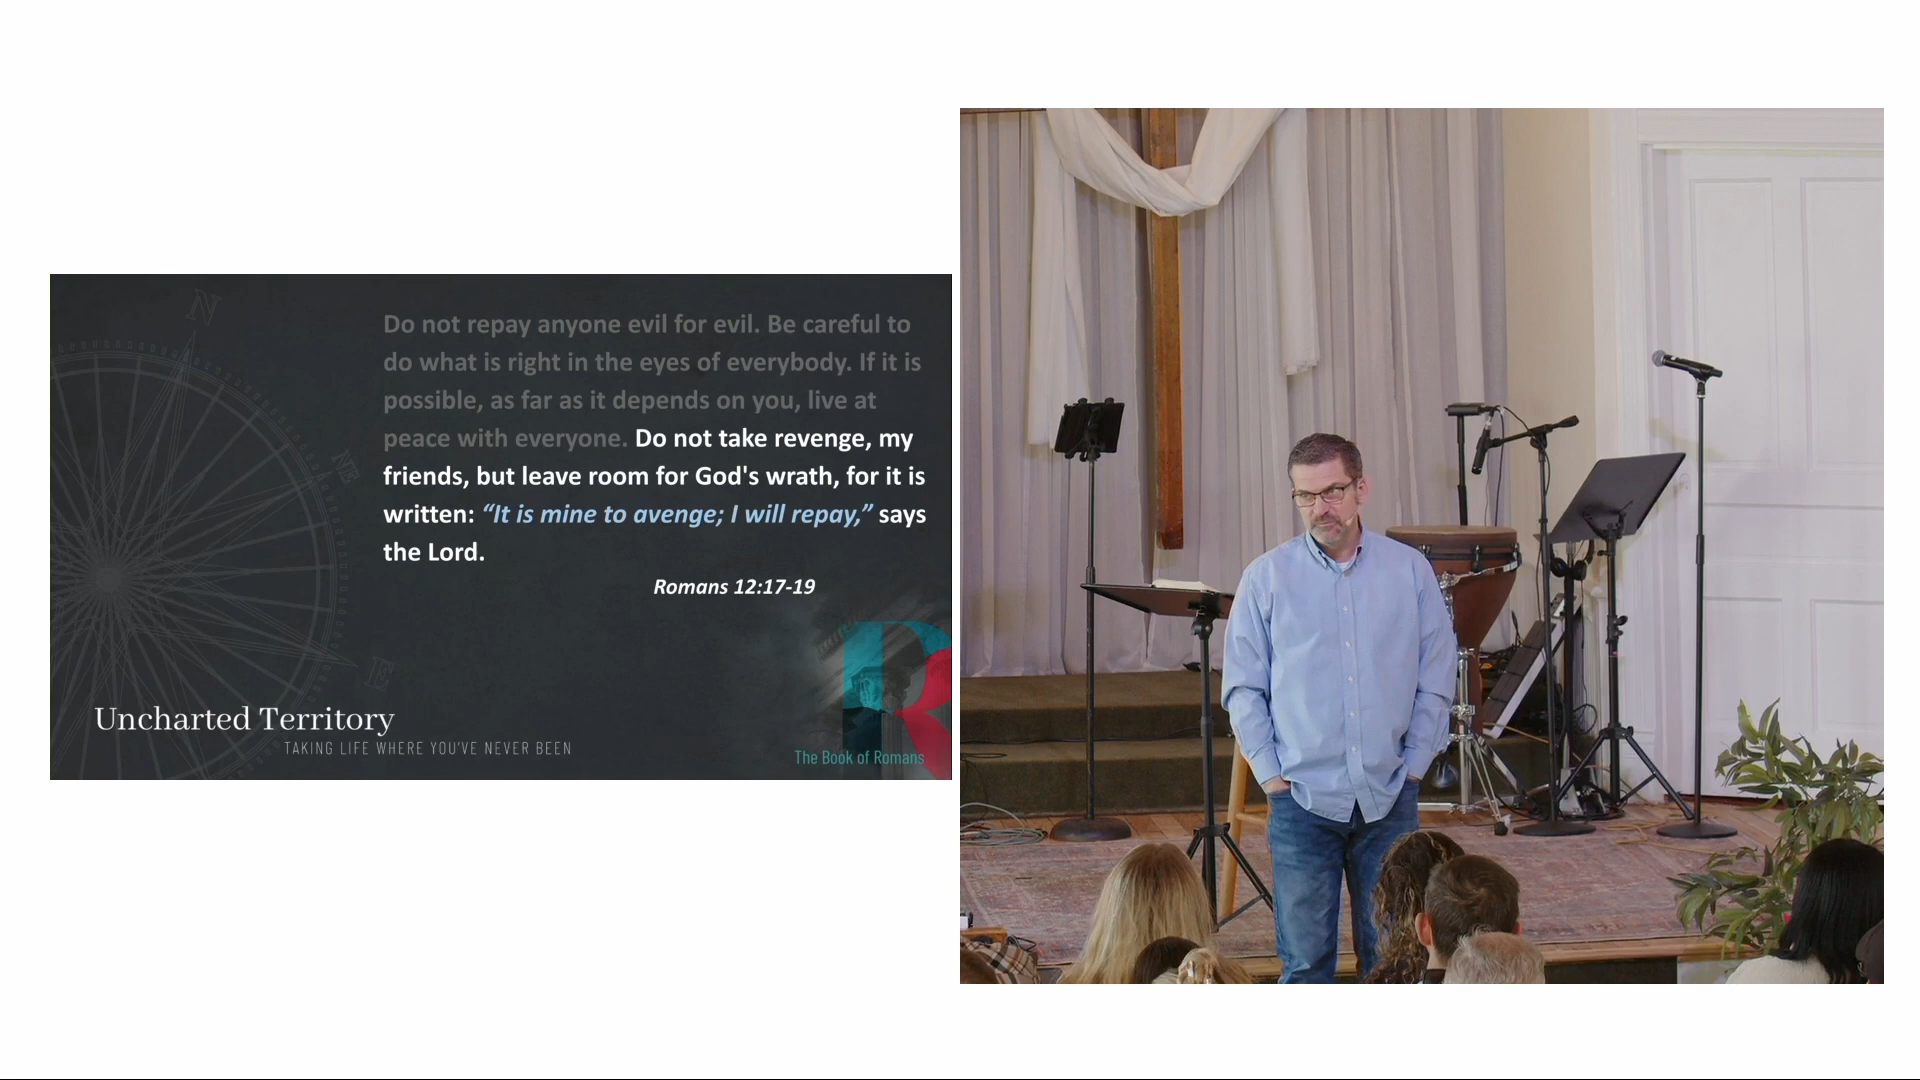 N
Do not repay anyone evil for evil. Be careful to
do what is right in the eyes of everybody. If it is
possible, as far as it depends on you, live at
peace with everyone. Do not take revenge, my
friends, but leave room for God's wrath, for it is
written: “It is mine to avenge; I will repay,” says
the Lord.
Romans 12:17-19
NE
E
R
Uncharted Territory
TAKING LIFE WHERE YOU'VE NEVER BEEN
The Book of Romans